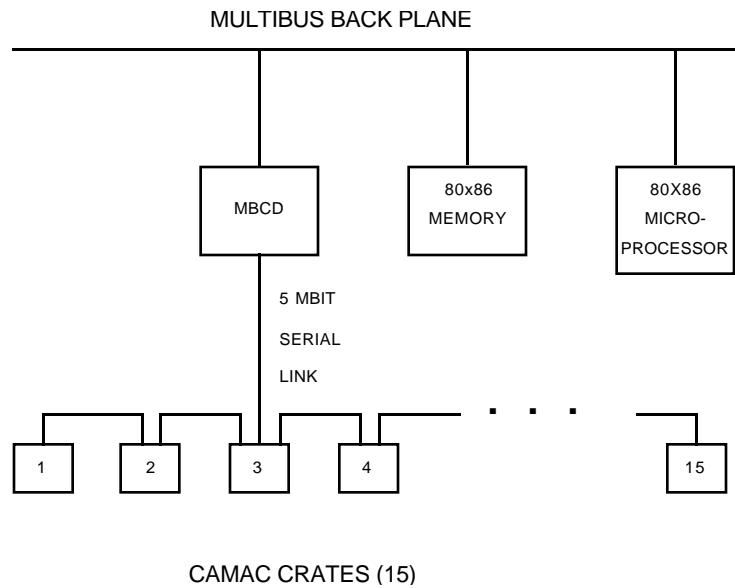 MULTIBUS BACK PLANE
MBCD
80x86
MEMORY
80X86
MICRO-
PROCESSOR
5 MBIT
SERIAL
LINK
1
2
3
4
. . .
15
CAMAC CRATES (15)